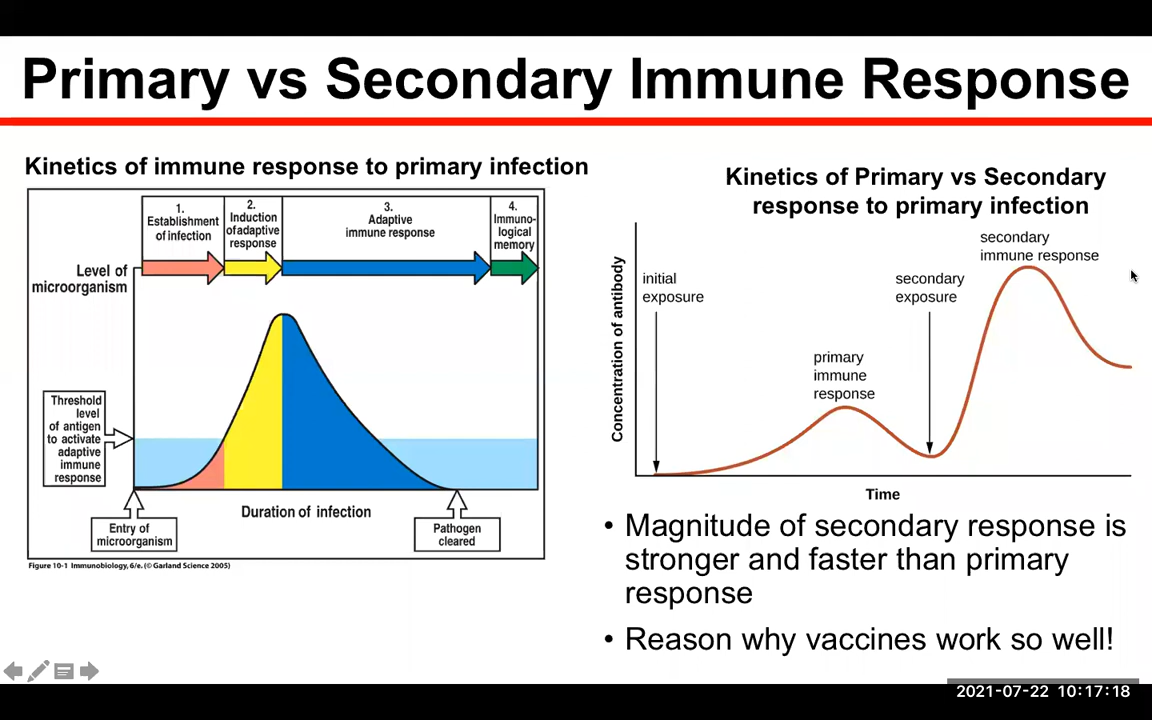 Primary vs Secondary Immune Response
Kinetics of immune response to primary infection
1.
Establishment
of infection
2.
Induction
of adaptive
response
3.
Adaptive
immune response
4.
Immuno-
logical
memory
Level of
microorganism
Threshold
level
of antigen
to activate
adaptive
immune
response
Entry of
microorganism
Duration of infection
Pathogen
cleared
Figure 10-1 Immunobiology, 6/e. (© Garland Science 2005)
Kinetics of Primary vs Secondary
response to primary infection
Concentration of antibody
initial
exposure
primary
immune
response
secondary
exposure
secondary
immune response
Time
• Magnitude of secondary response is
stronger and faster than primary
response
• Reason why vaccines work so well!
2021-07-22 10:17:18